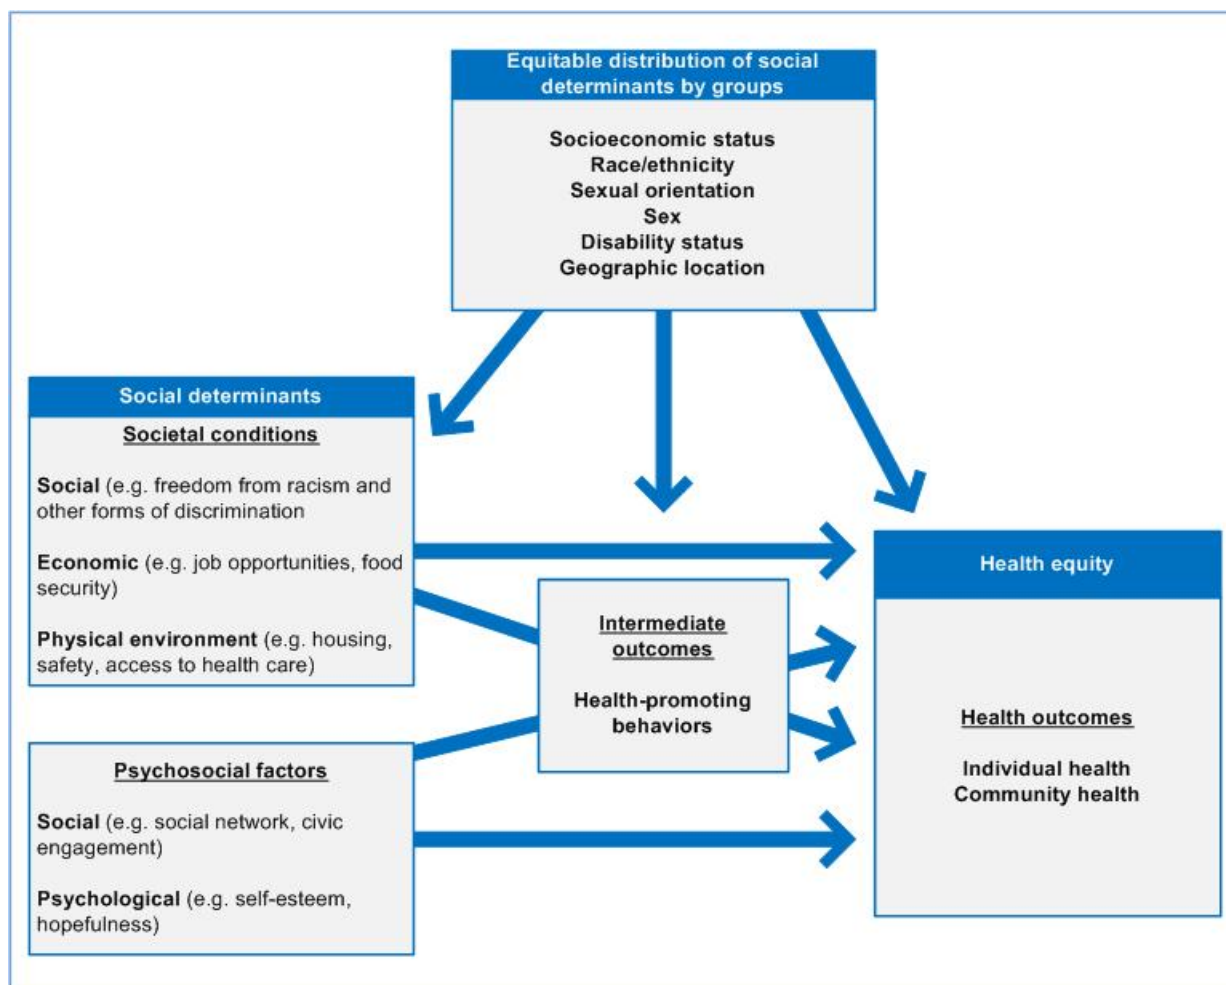 Equitable distribution of social
determinants by groups
Socioeconomic status
Race/ethnicity
Sexual orientation
Sex
Disability status
Geographic location
Social determinants
Societal conditions
Social (e.g. freedom from racism and
other forms of discrimination
Economic (e.g. job opportunities, food
security)
Physical environment (e.g. housing,
safety, access to health care)
Psychosocial factors
Social (e.g. social network, civic
engagement)
Psychological (e.g. self-esteem,
hopefulness)
Intermediate
outcomes
Health-promoting
behaviors
Health equity
Health outcomes
Individual health
Community health